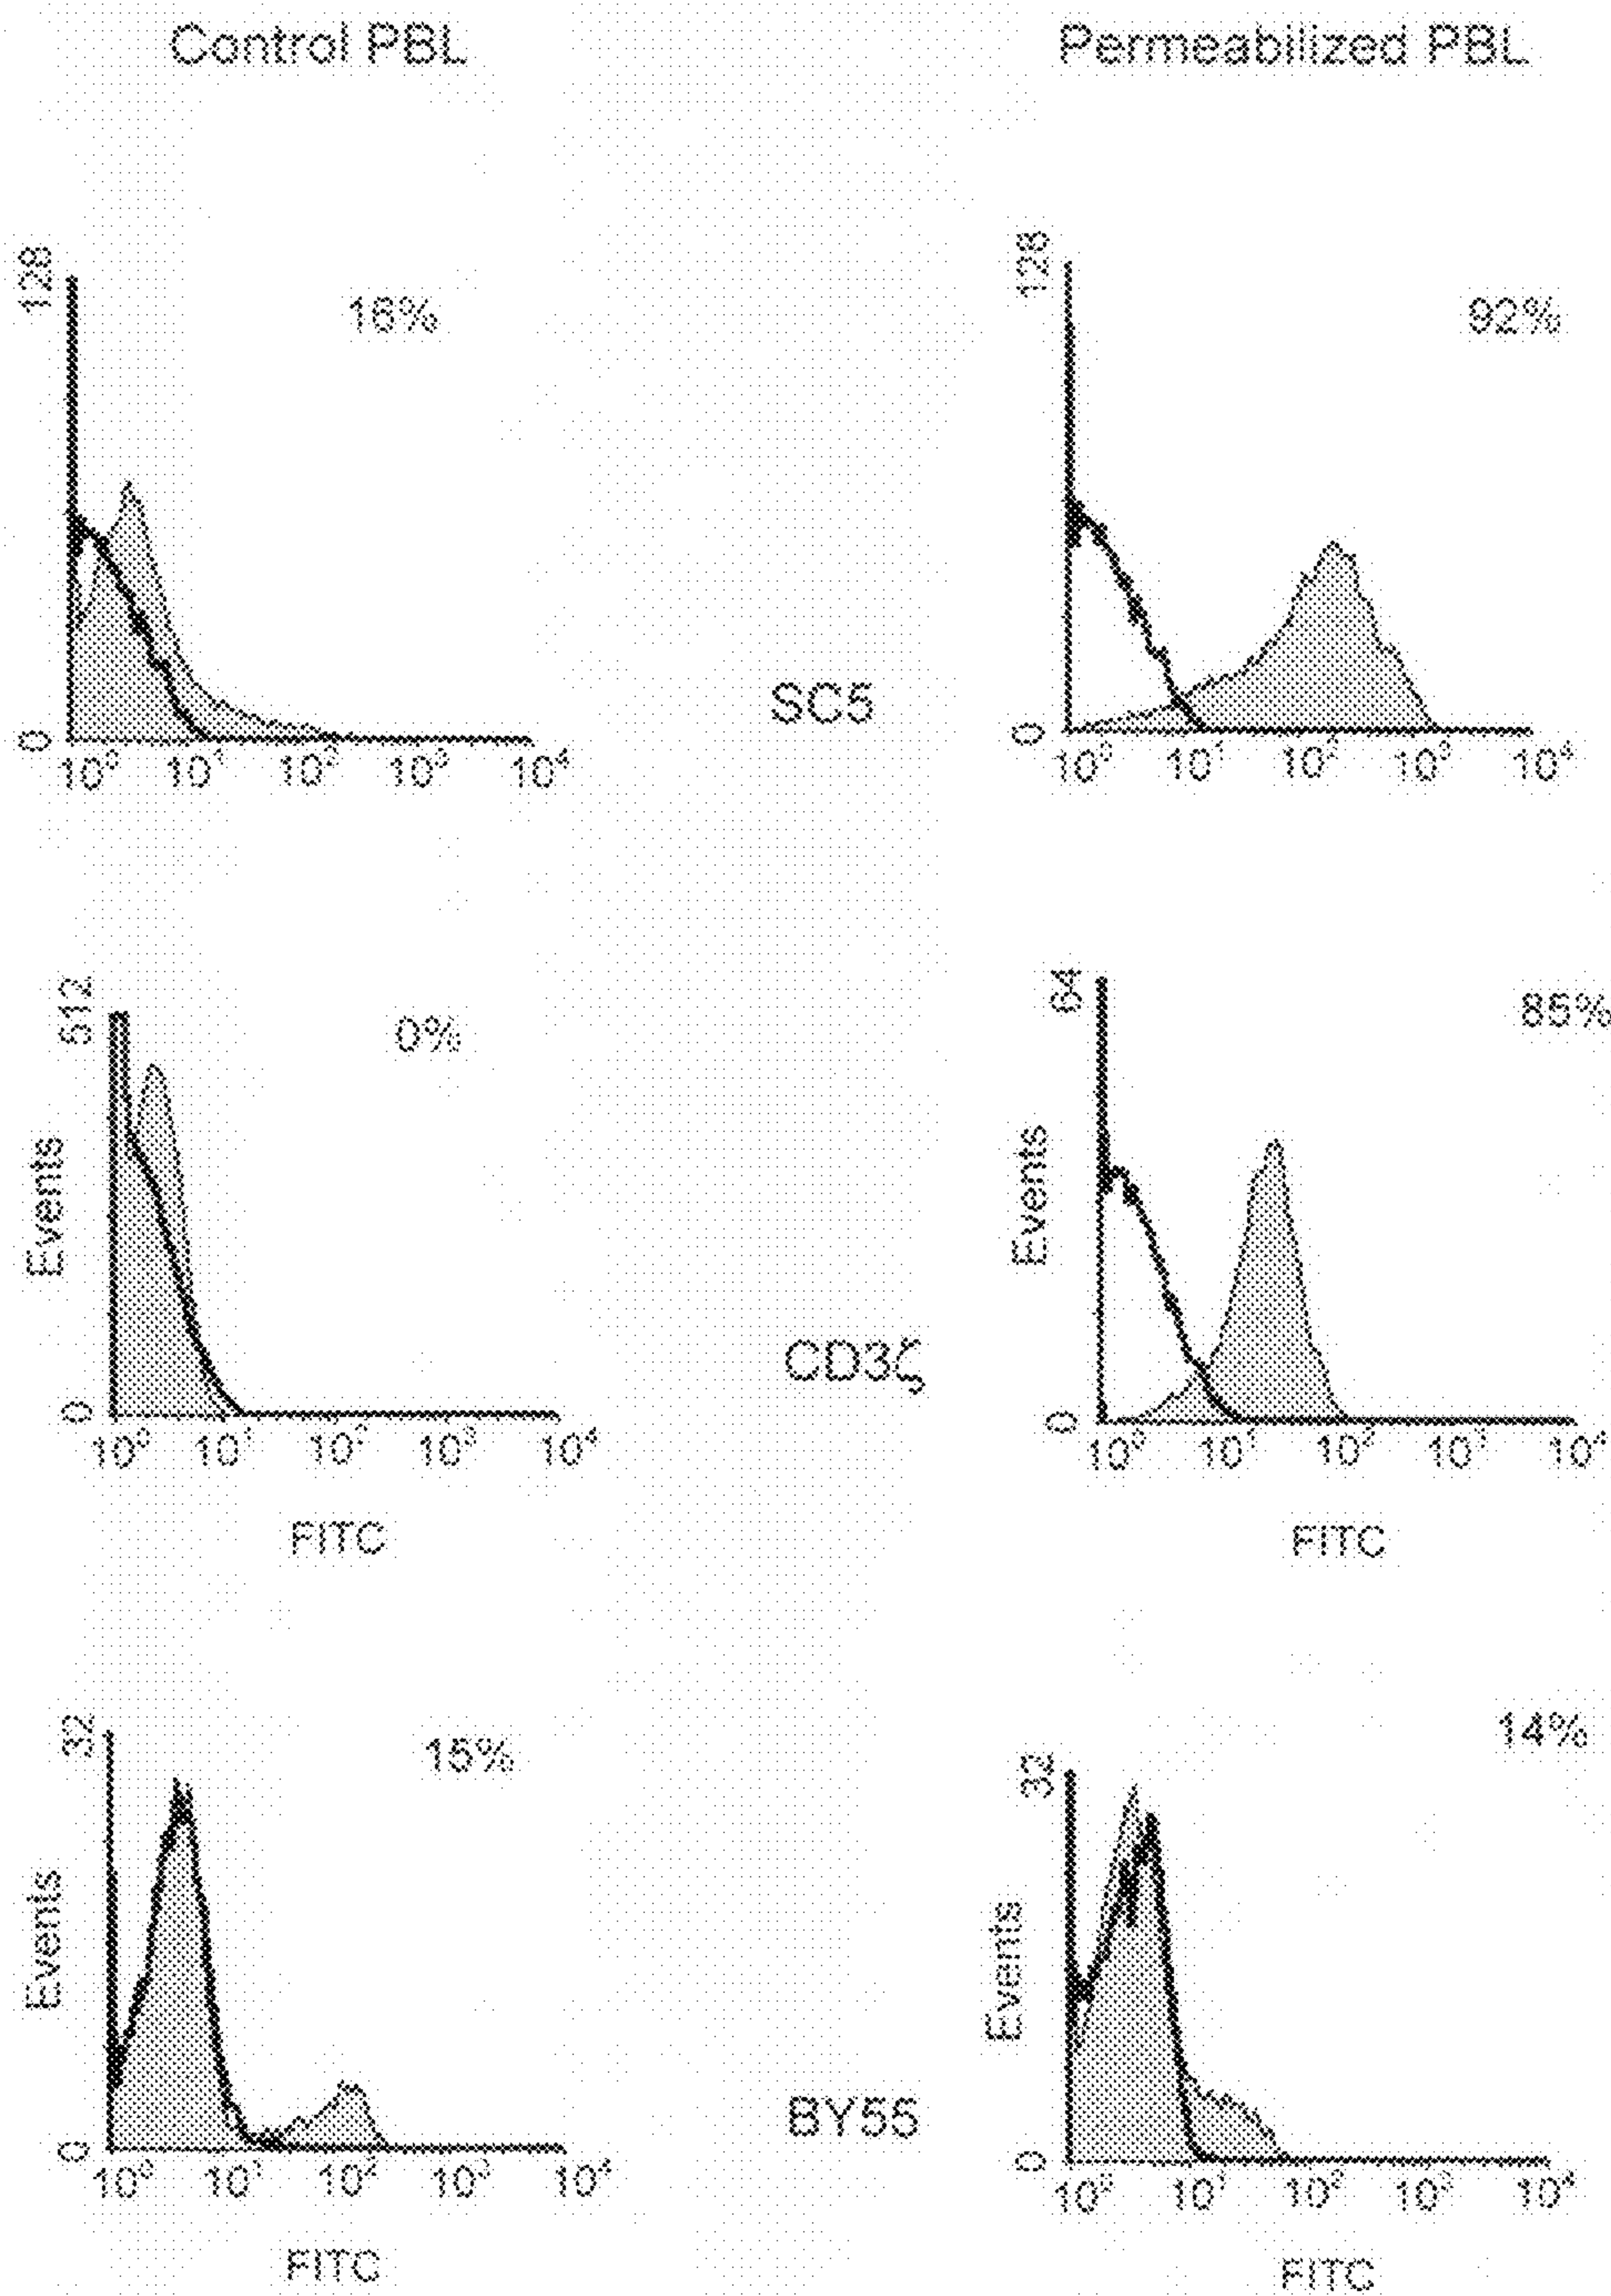 Control PBL
Permeabilized PBL
128
16%
0
10⁰ 10¹ 10² 10³ 10⁴
SC5
128
92%
0
10⁰ 10¹ 10² 10³ 10⁴
512
0%
Events
0
10⁰ 10¹ 10² 10³ 10⁴
FITC
CD3ζ
64
85%
Events
0
10⁰ 10¹ 10² 10³ 10⁴
FITC
32
15%
Events
0
10⁰ 10¹ 10² 10³ 10⁴
FITC
BY55
32
14%
Events
0
10⁰ 10¹ 10² 10³ 10⁴
FITC